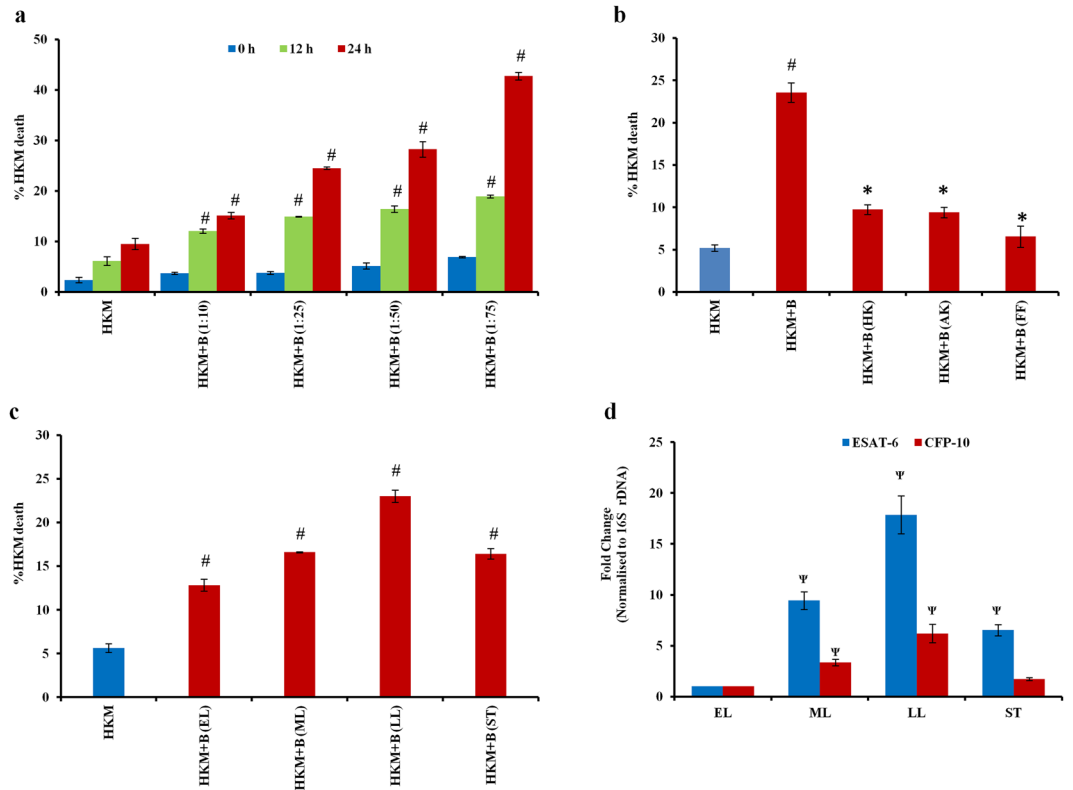 a
0 h 12 h 24 h
% HKM death
50
40
30
20
10
0
# # # # # # # #
HKM
HKM+B (1:10)
HKM+B (1:25)
HKM+B (1:50)
HKM+B (1:75)
b
% HKM death
30
25
20
15
10
5
0
# * * *
HKM
HKM+B
HKM+B (HK)
HKM+B (AK)
HKM+B (FF)
c
%HKM death
30
25
20
15
10
5
0
# # # #
HKM
HKM+B (EL)
HKM+B (ML)
HKM+B (LL)
HKM+B (ST)
d
ESAT-6 CFP-10
Fold Change
(Normalised to 16S rDNA)
25
20
15
10
5
0
Ψ Ψ Ψ Ψ Ψ
EL ML LL ST